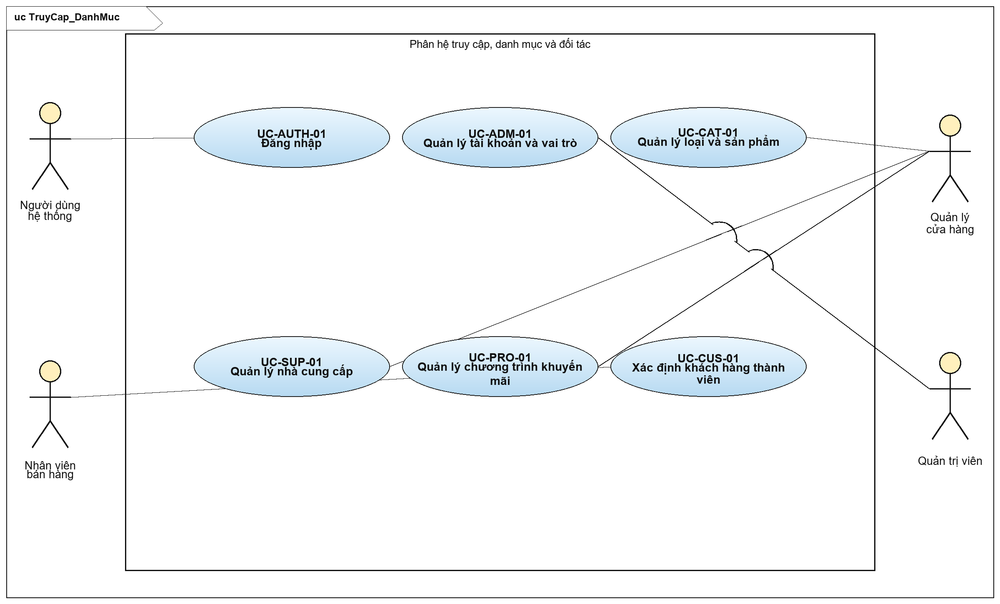 uc TruyCap_DanhMuc
Phân hệ truy cập, danh mục và đối tác
UC-AUTH-01
Đăng nhập
UC-ADM-01
Quản lý tài khoản và vai trò
UC-CAT-01
Quản lý loại và sản phẩm
Người dùng
hệ thống
Quản lý
cửa hàng
UC-SUP-01
Quản lý nhà cung cấp
UC-PRO-01
Quản lý chương trình khuyến
mãi
UC-CUS-01
Xác định khách hàng thành
viên
Nhân viên
bán hàng
Quản trị viên